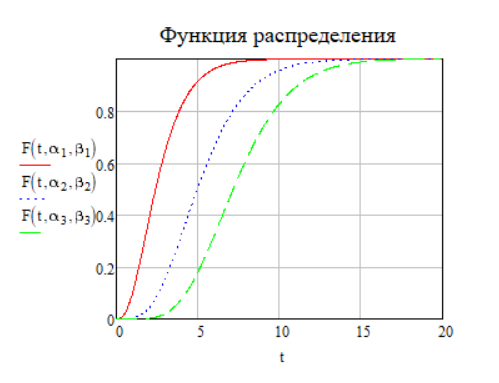 Функция распределения
0.8
F(t,α₁,β₁)
0.6
F(t,α₂,β₂)
F(t,α₃,β₃) 0.4
0.2
0
0 5 10 15 20
t